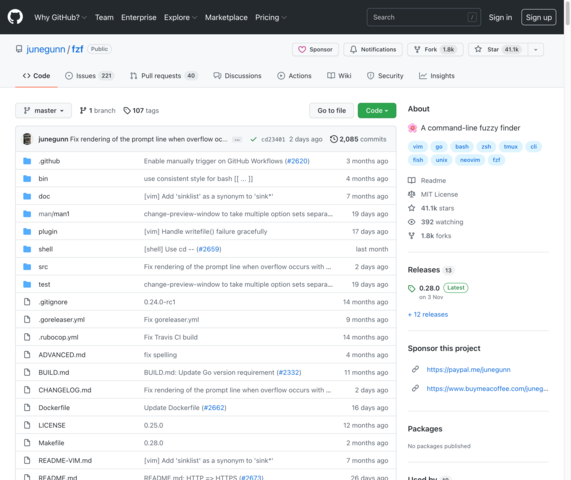 Why GitHub? Team Enterprise Explore Marketplace Pricing Search / Sign in Sign up
junegunn / fzf Public
Sponsor Notifications Fork 1.8k Star 41.1k
Code Issues 221 Pull requests 40 Discussions Actions Wiki Security Insights
master 1 branch 107 tags Go to file Code
junegunn Fix rendering of the prompt line when overflow oc... ... cd23401 2 days ago 2,085 commits
.github Enable manually trigger on GitHub Workflows (#2620) 3 months ago
bin use consistent style for bash [[ ... ]] 4 months ago
doc [vim] Add 'sinklist' as a synonym to 'sink*' 7 months ago
man/man1 change-preview-window to take multiple option sets separa... 19 days ago
plugin [vim] Handle writefile() failure gracefully 17 days ago
shell [shell] Use cd -- (#2659) last month
src Fix rendering of the prompt line when overflow occurs with ... 2 days ago
test change-preview-window to take multiple option sets separa... 19 days ago
.gitignore 0.24.0-rc1 14 months ago
.goreleaser.yml Fix goreleaser.yml 9 months ago
.rubocop.yml Fix Travis CI build 14 months ago
ADVANCED.md fix spelling 4 months ago
BUILD.md BUILD.md: Update Go version requirement (#2332) 11 months ago
CHANGELOG.md Fix rendering of the prompt line when overflow occurs with ... 2 days ago
Dockerfile Update Dockerfile (#2662) 16 days ago
LICENSE 0.25.0 12 months ago
Makefile 0.28.0 2 months ago
README-VIM.md [vim] Add 'sinklist' as a synonym to 'sink*' 7 months ago
README.md README.md: HTTP => HTTPS (#2673) 26 days ago
About
A command-line fuzzy finder
vim go bash zsh tmux cli
fish unix neovim fzf
Readme
MIT License
41.1k stars
392 watching
1.8k forks
Releases 13
0.28.0 Latest
on 3 Nov
+ 12 releases
Sponsor this project
https://paypal.me/junegunn
https://www.buymeacoffee.com/juneg...
Packages
No packages published
Used by